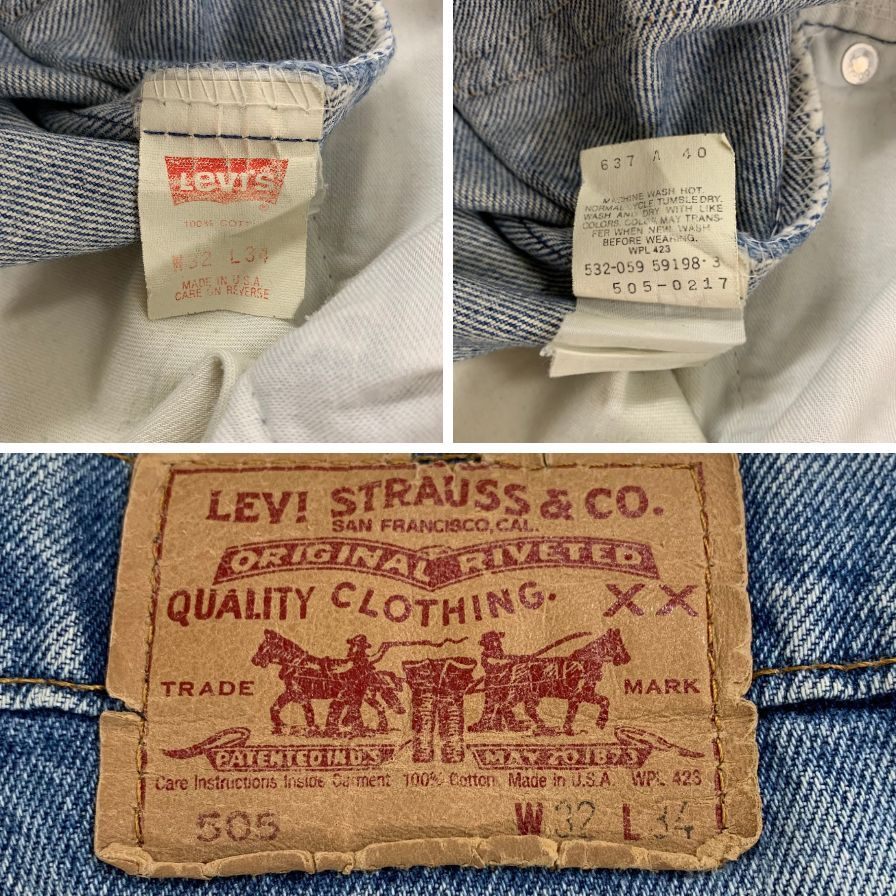 Levi's
100% COTT
W32 L34
MADE IN U.S.A.
CARE ON REVERSE
637 A 40
MACHINE WASH HOT.
NORMAL CYCLE TUMBLE DRY.
WASH AND DRY WITH LIKE
COLORS. COLOR MAY TRANS-
FER WHEN NEW. WASH
BEFORE WEARING.
WPL 423
532-059 59198·3
505-0217
LEVI STRAUSS & CO.
SAN FRANCISCO, CAL.
ORIGINAL RIVETED
QUALITY CLOTHING. XX
TRADE MARK
PATENTED IN U.S. MAY 20 1873
Care Instructions Inside Garment 100% Cotton Made in U.S.A. WPL 423
505 W 32 L 34